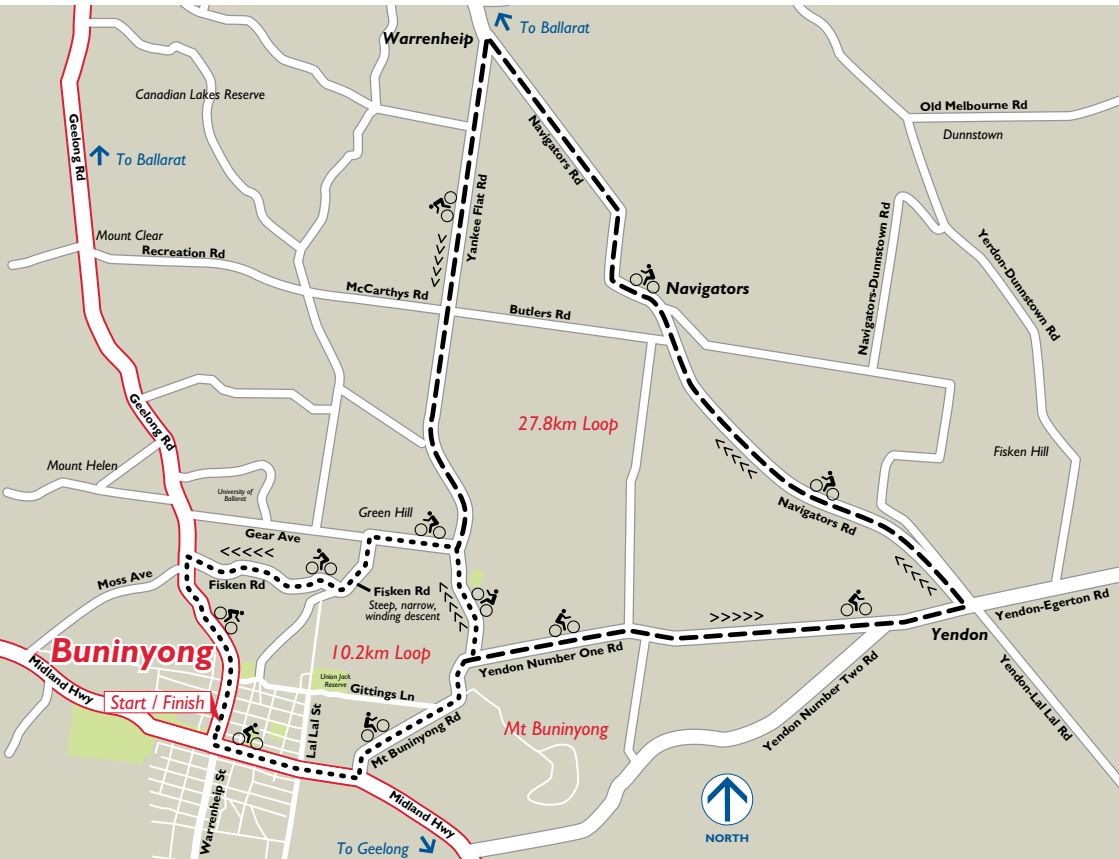 Warrenheip
To Ballarat
Canadian Lakes Reserve
Old Melbourne Rd
Dunnstown
Geelong Rd
To Ballarat
Navigators Rd
Yankee Flat Rd
Mount Clear
Recreation Rd
Navigators-Dunnstown Rd
Yerdon-Dunnstown Rd
McCarthys Rd
<<<<<
Navigators
Butlers Rd
27.8km Loop
Geelong Rd
Mount Helen
University of
Ballarat
<<<<<
Fisken Hill
Navigators Rd
Green Hill
Gear Ave
<<<<<
Moss Ave
Fisken Rd
Fisken Rd
Steep, narrow,
winding descent
<<<<<
<<<<<
>>>>>
Yendon-Egerton Rd
Yendon
Buninyong
10.2km Loop
Yendon Number One Rd
Midland Hwy
Union Jack
Reserve
Gittings Ln
Start / Finish
Lal Lal St
Mt Buninyong Rd
Mt Buninyong
Yendon Number Two Rd
Yendon-Lal Lal Rd
Warrenheip St
Midland Hwy
To Geelong
NORTH